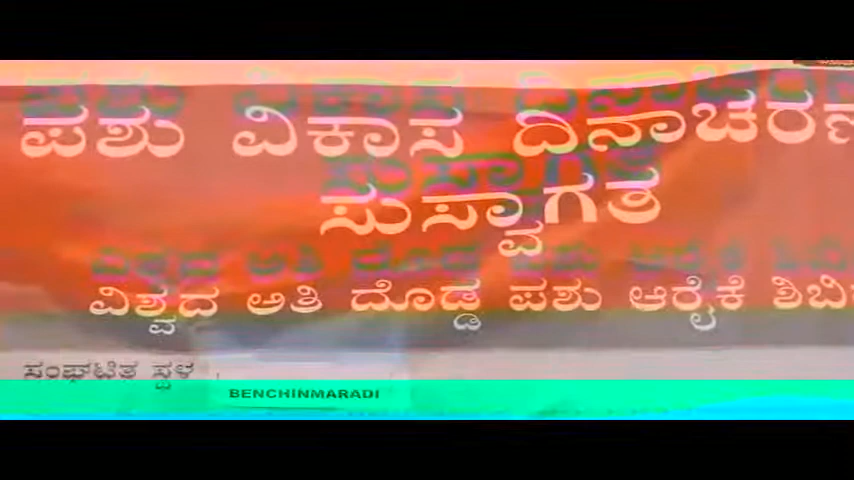 ಪಶು ವಿಕಾಸ ದಿನಾಚರಣೆ
ಸುಸ್ವಾಗತ
ವಿಶ್ವದ ಅತಿ ದೊಡ್ಡ ಪಶು ಆರೈಕೆ ಶಿಬಿರ
ಸಂಘಟಿತ ಸ್ಥಳ
BENCHINMARADI